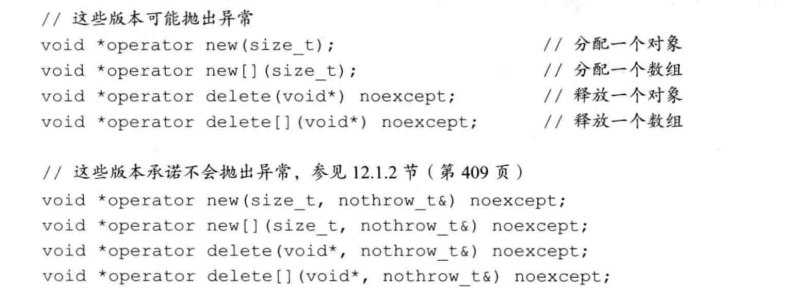 // 这些版本可能抛出异常
void *operator new(size_t); // 分配一个对象
void *operator new[](size_t); // 分配一个数组
void *operator delete(void*) noexcept; // 释放一个对象
void *operator delete[](void*) noexcept; // 释放一个数组
// 这些版本承诺不会抛出异常，参见 12.1.2 节（第 409 页）
void *operator new(size_t, nothrow_t&) noexcept;
void *operator new[](size_t, nothrow_t&) noexcept;
void *operator delete(void*, nothrow_t&) noexcept;
void *operator delete[](void*, nothrow_t&) noexcept;